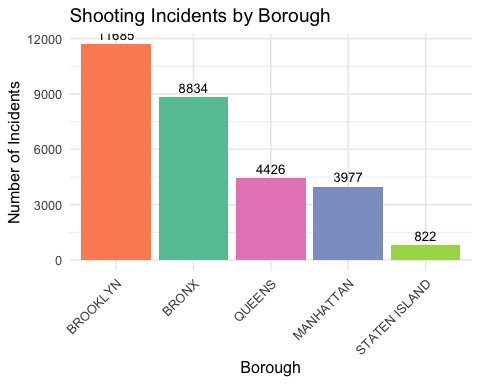 Shooting Incidents by Borough
12000
9000
6000
3000
0
Number of Incidents
11685
8834
4426
3977
822
BROOKLYN
BRONX
QUEENS
MANHATTAN
STATEN ISLAND
Borough